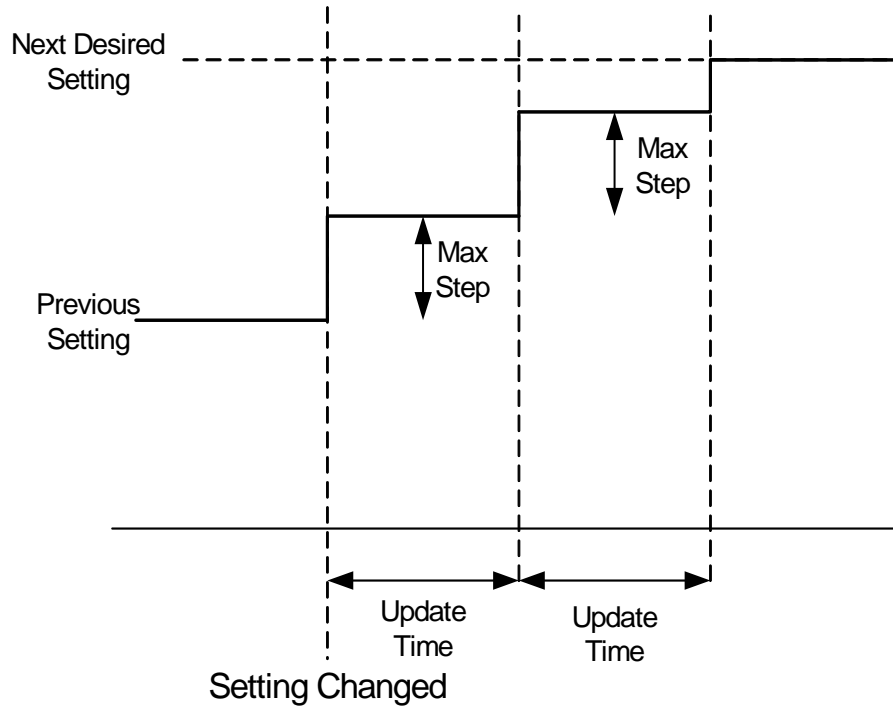 Next Desired
Setting
Max
Step
Max
Step
Previous
Setting
Update
Time
Update
Time
Setting Changed